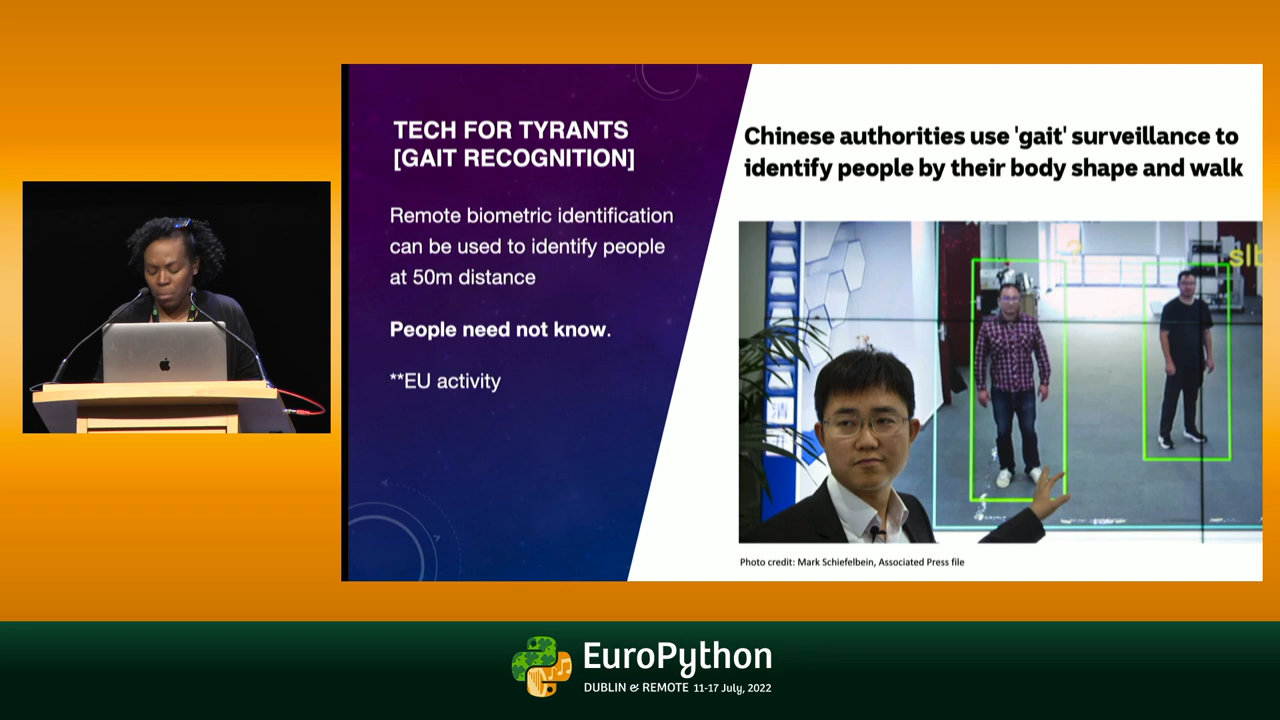 TECH FOR TYRANTS
[GAIT RECOGNITION]
Remote biometric identification
can be used to identify people
at 50m distance
People need not know.
**EU activity
Chinese authorities use 'gait' surveillance to
identify people by their body shape and walk
?
slb
清
Photo credit: Mark Schiefelbein, Associated Press file
EuroPython
DUBLIN & REMOTE 11-17 July, 2022